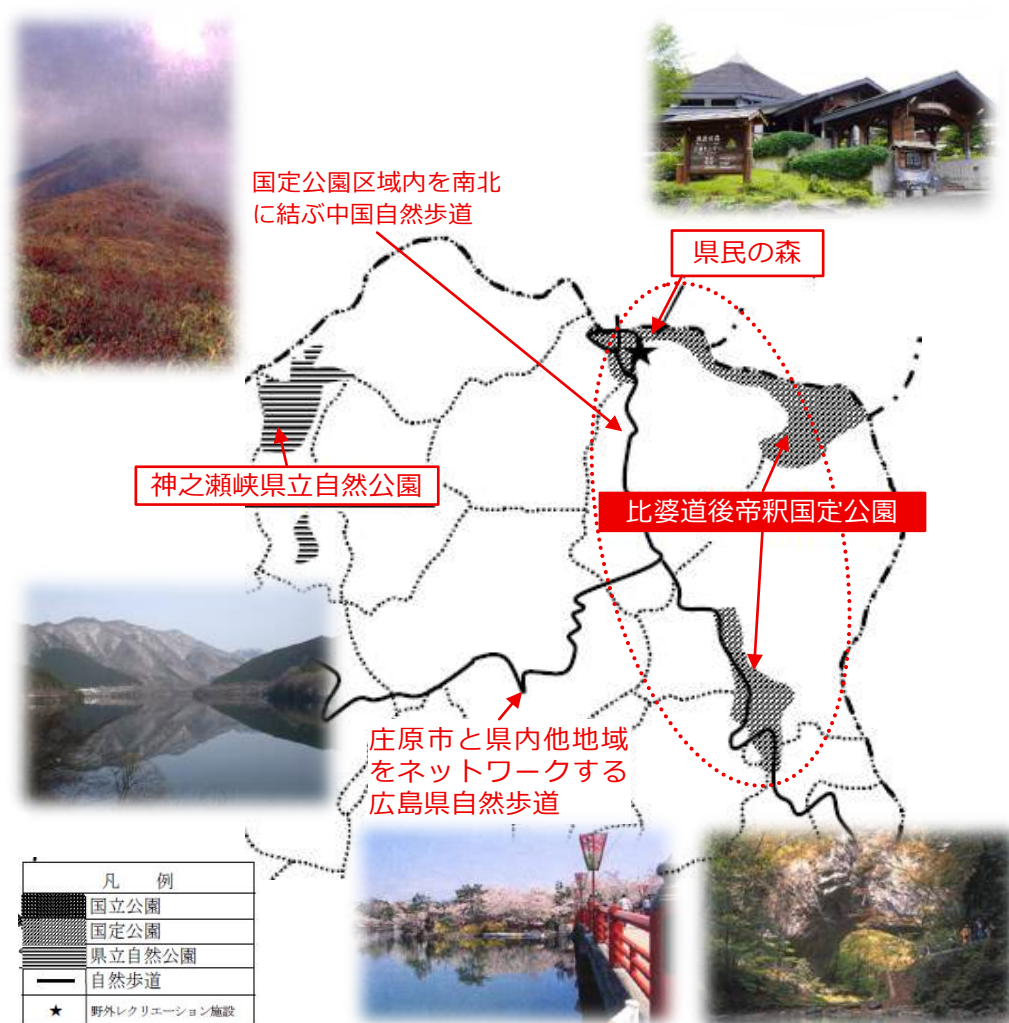 国定公園区域内を南北
に結ぶ中国自然歩道
県民の森
神之瀬峡県立自然公園
比婆道後帝釈国定公園
庄原市と県内他地域
をネットワークする
広島県自然歩道
凡 例
国立公園
国定公園
県立自然公園
自然歩道
★ 野外レクリエーション施設